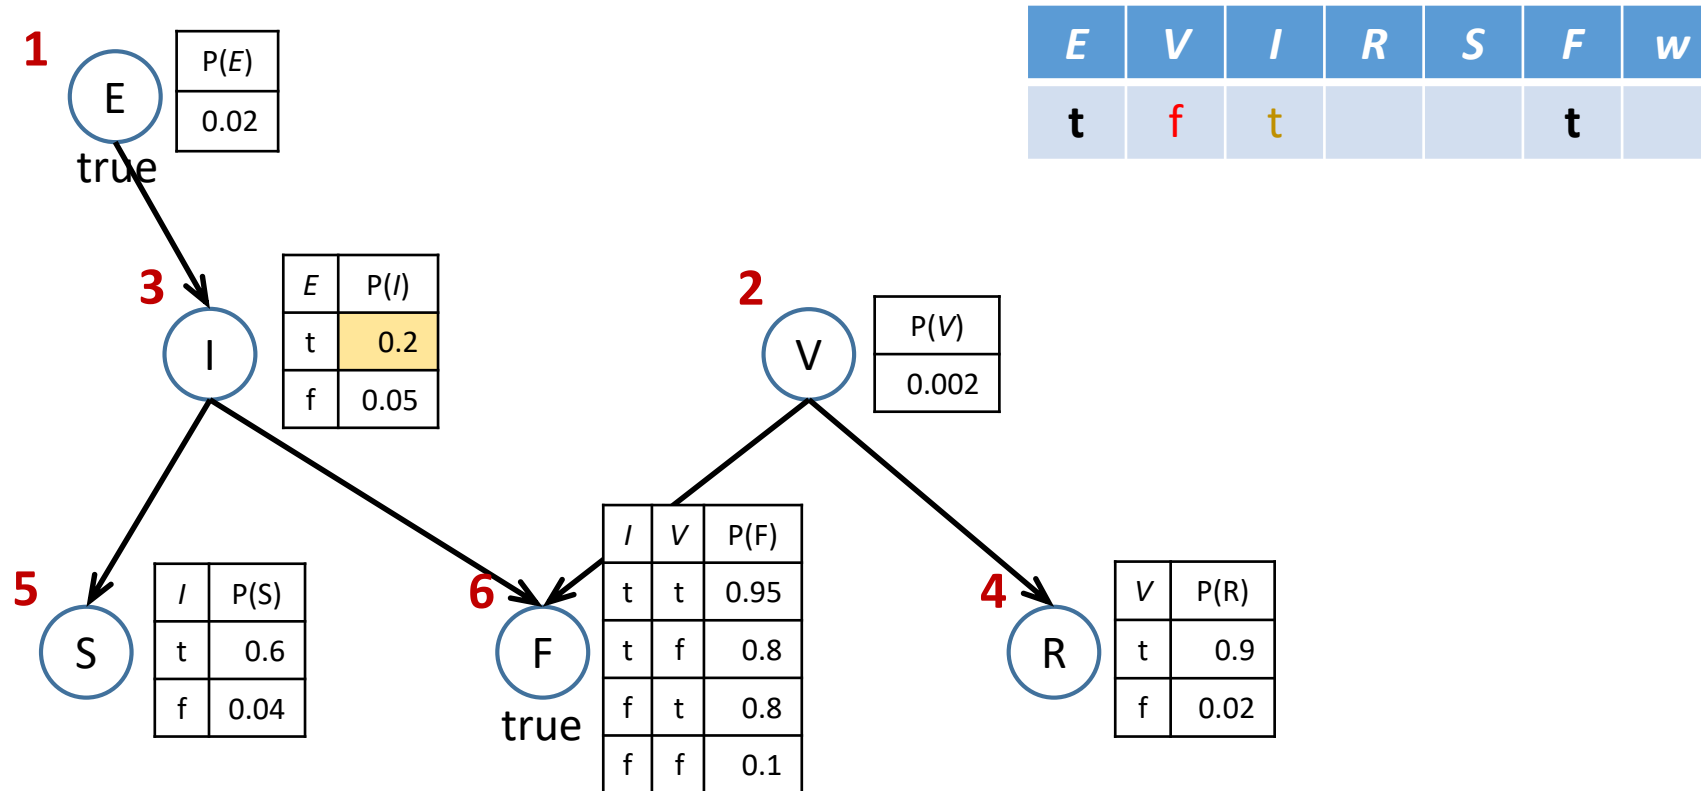 E V I R S F w
t f t t
1
E
true
P(E)
0.02
3
I
E P(I)
t 0.2
f 0.05
2
V
P(V)
0.002
5
S
I P(S)
t 0.6
f 0.04
6
F
true
I V P(F)
t t 0.95
t f 0.8
f t 0.8
f f 0.1
4
R
V P(R)
t 0.9
f 0.02